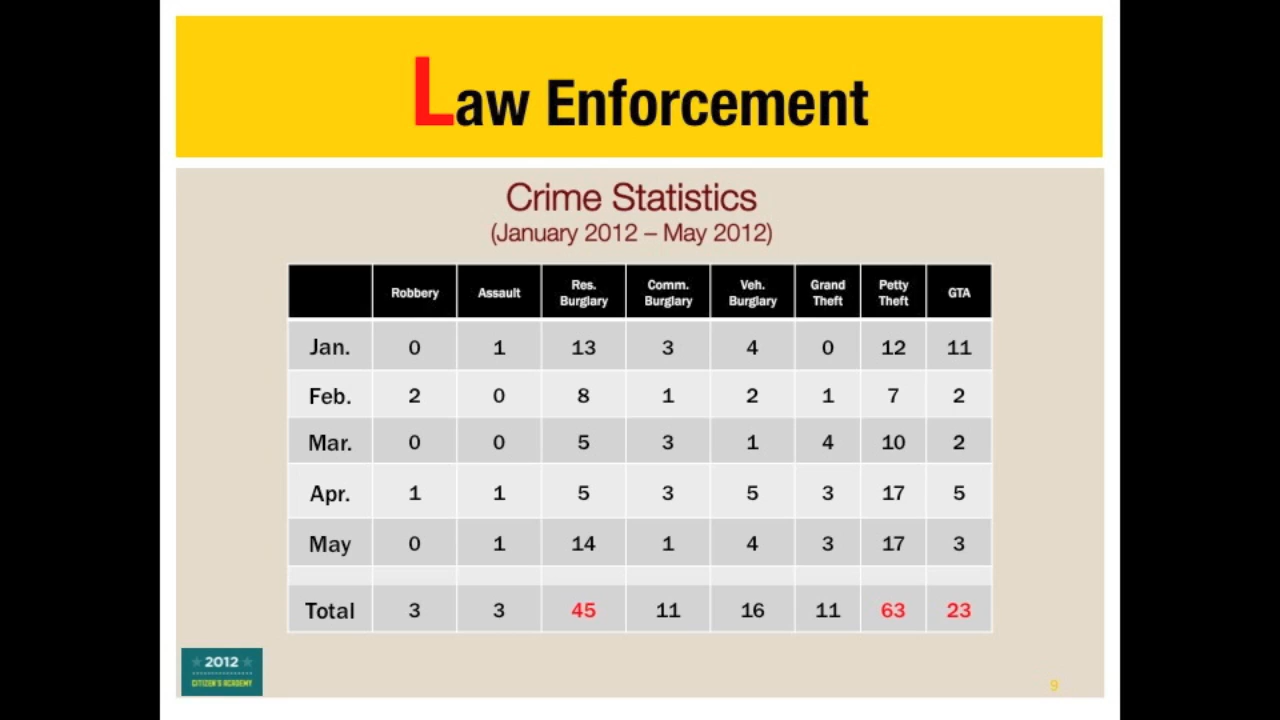 Law Enforcement
Crime Statistics
(January 2012 – May 2012)
Robbery Assault Res. Burglary Comm. Burglary Veh. Burglary Grand Theft Petty Theft GTA
Jan. 0 1 13 3 4 0 12 11
Feb. 2 0 8 1 2 1 7 2
Mar. 0 0 5 3 1 4 10 2
Apr. 1 1 5 3 5 3 17 5
May 0 1 14 1 4 3 17 3
Total 3 3 45 11 16 11 63 23
2012
CITIZEN'S ACADEMY
9